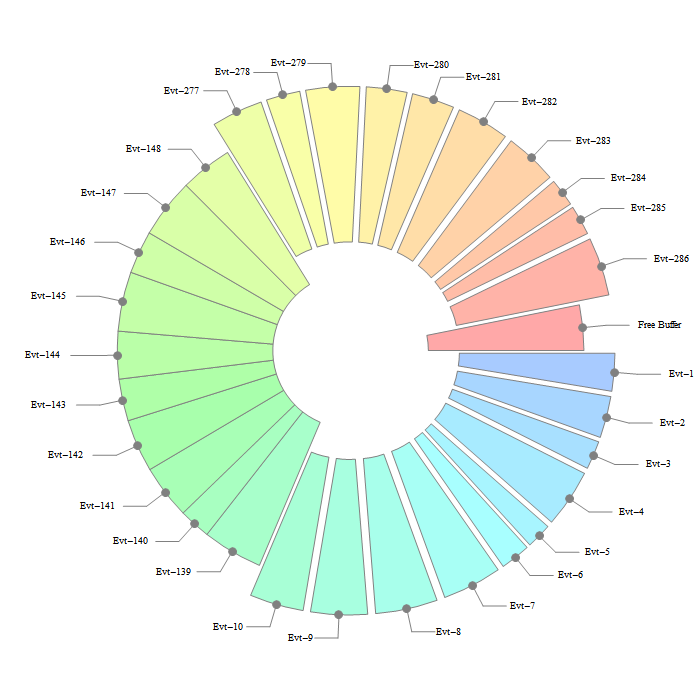 Evt−279
Evt−280
Evt−278
Evt−281
Evt−277
Evt−282
Evt−283
Evt−148
Evt−284
Evt−147
Evt−285
Evt−146
Evt−286
Evt−145
Free Buffer
Evt−144
Evt−1
Evt−143
Evt−2
Evt−142
Evt−3
Evt−141
Evt−4
Evt−140
Evt−5
Evt−139
Evt−6
Evt−7
Evt−10
Evt−8
Evt−9